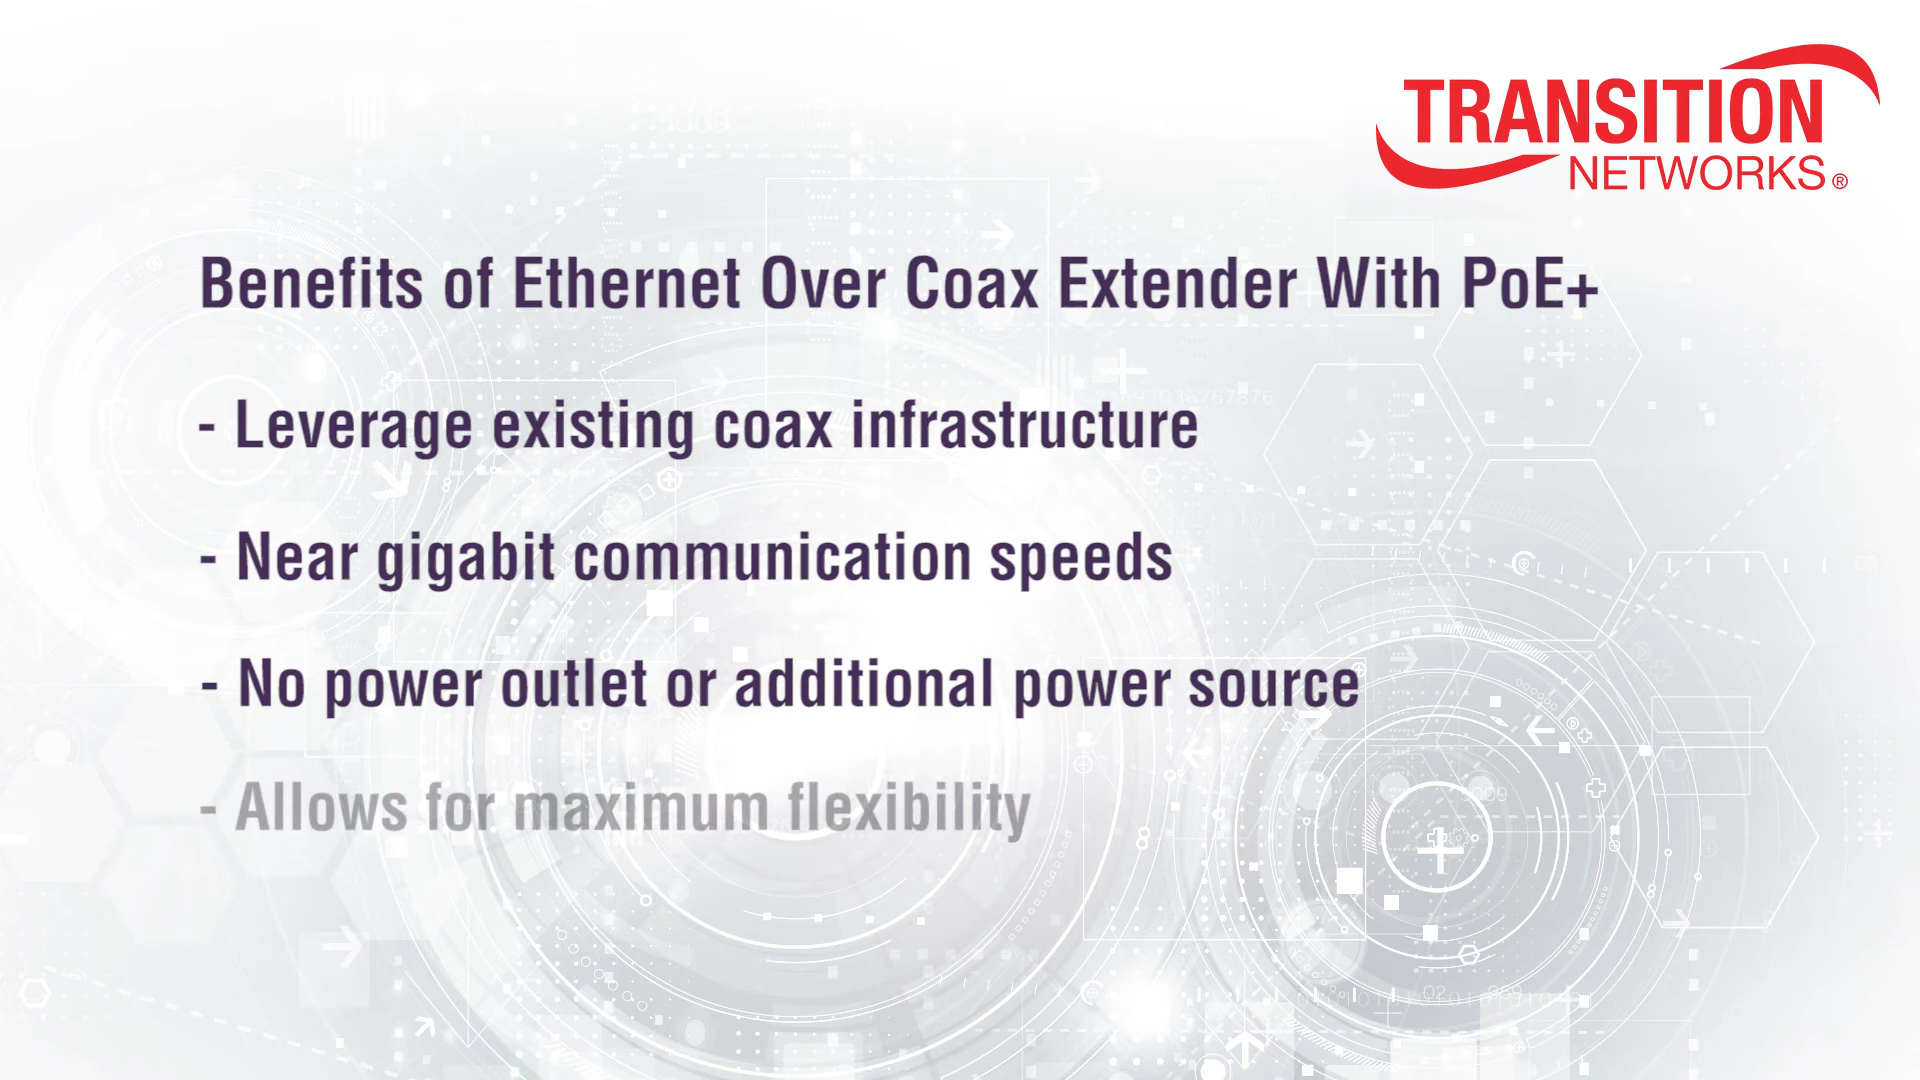 TRANSITION
NETWORKS®
Benefits of Ethernet Over Coax Extender With PoE+
- Leverage existing coax infrastructure
- Near gigabit communication speeds
- No power outlet or additional power source
- Allows for maximum flexibility